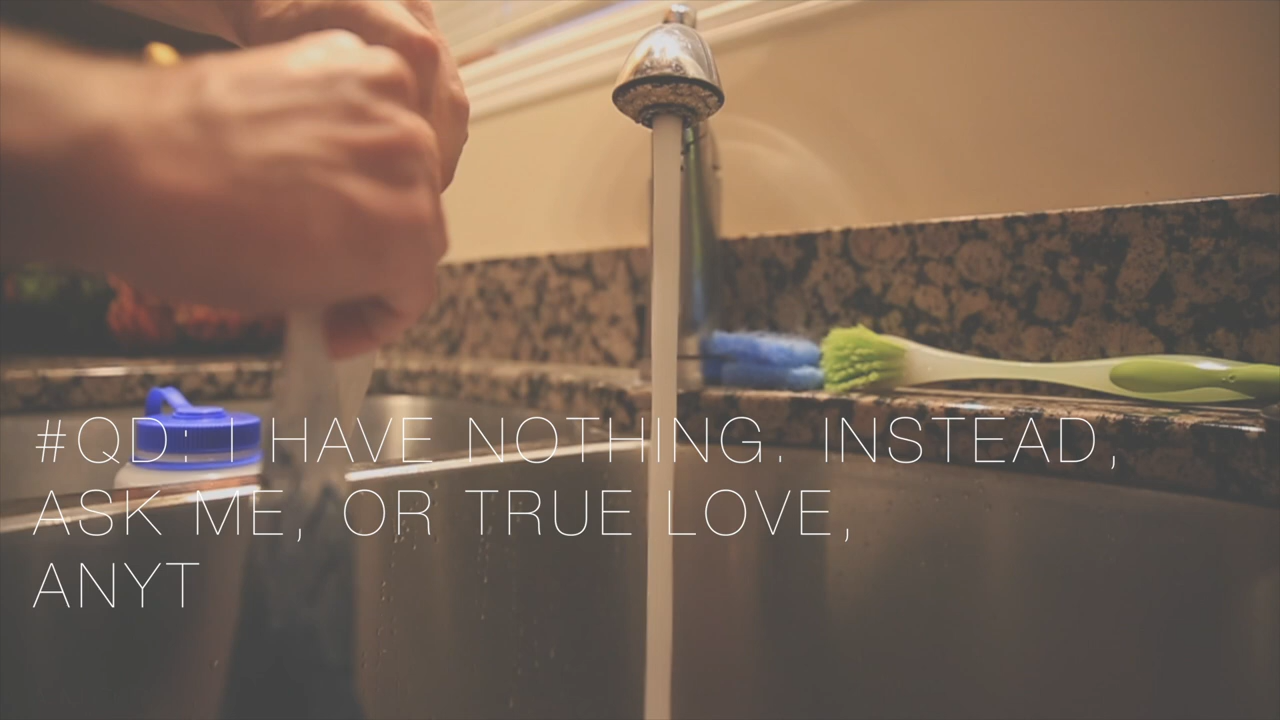 #QD: I HAVE NOTHING. INSTEAD,
ASK ME, OR TRUE LOVE,
ANYT